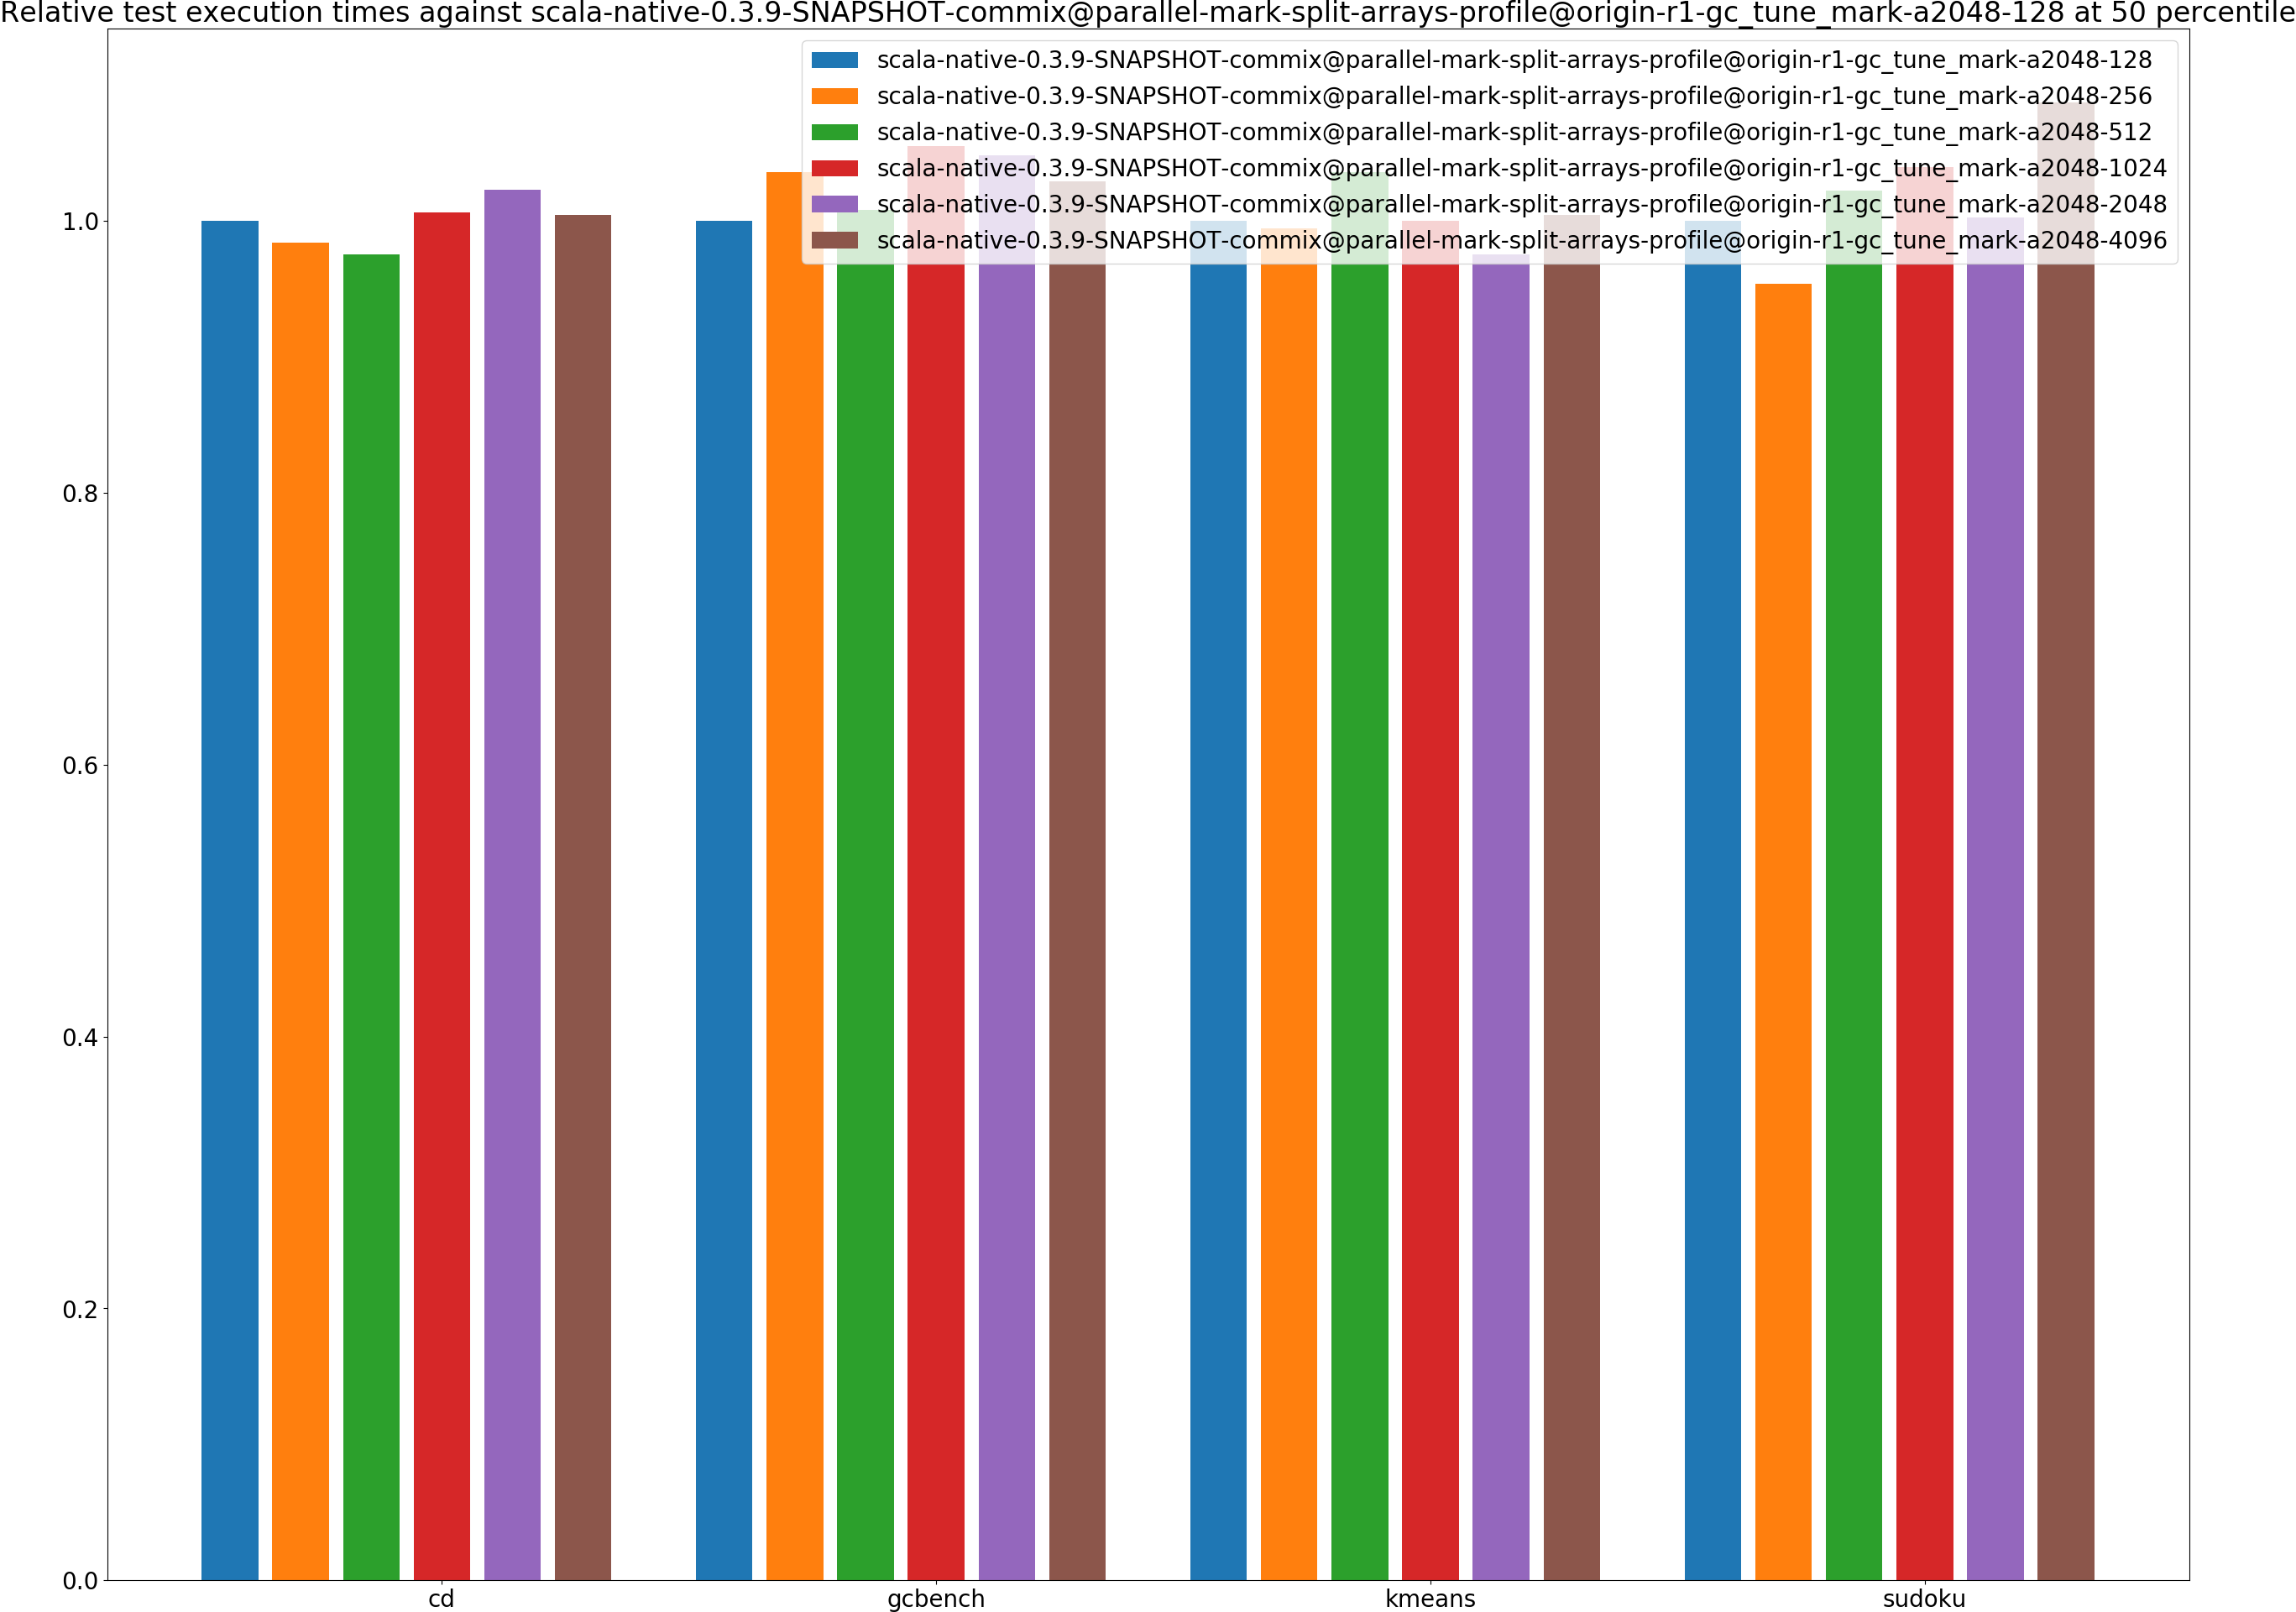 Relative test execution times against scala-native-0.3.9-SNAPSHOT-commix@parallel-mark-split-arrays-profile@origin-r1-gc_tune_mark-a2048-128 at 50 percentile
scala-native-0.3.9-SNAPSHOT-commix@parallel-mark-split-arrays-profile@origin-r1-gc_tune_mark-a2048-128
scala-native-0.3.9-SNAPSHOT-commix@parallel-mark-split-arrays-profile@origin-r1-gc_tune_mark-a2048-256
scala-native-0.3.9-SNAPSHOT-commix@parallel-mark-split-arrays-profile@origin-r1-gc_tune_mark-a2048-512
scala-native-0.3.9-SNAPSHOT-commix@parallel-mark-split-arrays-profile@origin-r1-gc_tune_mark-a2048-1024
scala-native-0.3.9-SNAPSHOT-commix@parallel-mark-split-arrays-profile@origin-r1-gc_tune_mark-a2048-2048
scala-native-0.3.9-SNAPSHOT-commix@parallel-mark-split-arrays-profile@origin-r1-gc_tune_mark-a2048-4096
1.0
0.8
0.6
0.4
0.2
0.0
cd gcbench kmeans sudoku